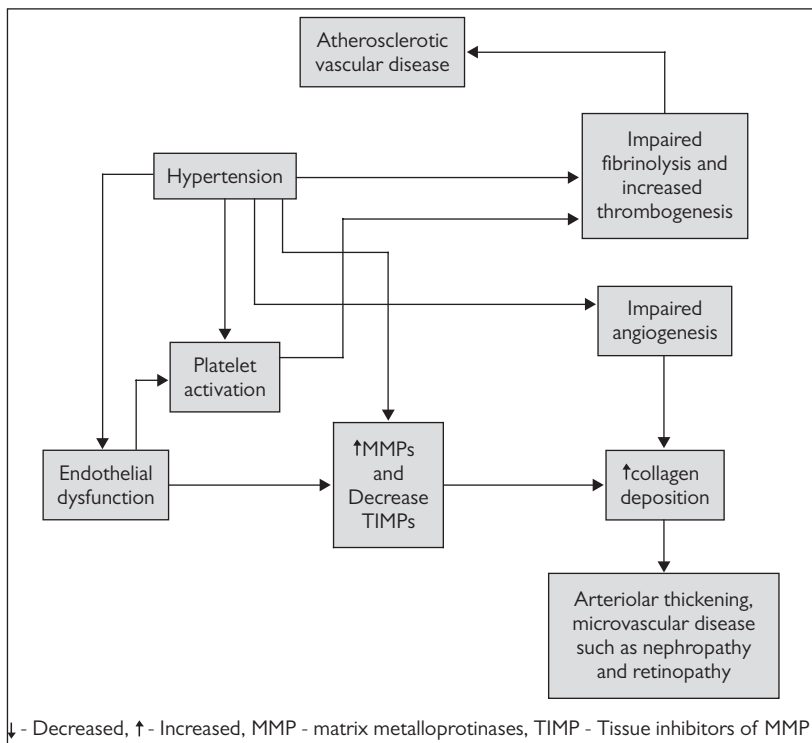 Atherosclerotic
vascular disease
Impaired
fibrinolysis and
increased
thrombogenesis
Hypertension
Impaired
angiogenesis
Platelet
activation
↑MMPs
and
Decrease
TIMPs
Endothelial
dysfunction
↑collagen
deposition
Arteriolar thickening,
microvascular disease
such as nephropathy
and retinopathy
↓ - Decreased, ↑ - Increased, MMP - matrix metalloprotinases, TIMP - Tissue inhibitors of MMP